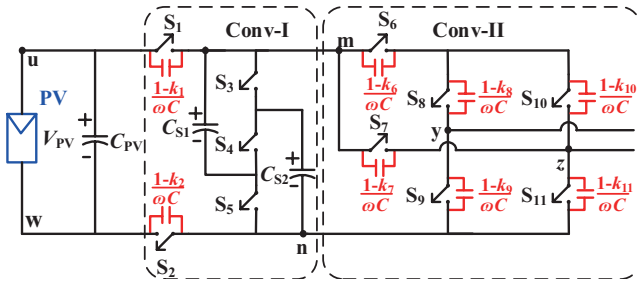 S1
Conv-I
S6
Conv-II
u
m
1-k1
ωC
S3
1-k6
ωC
S8
1-k8
ωC
S10
1-k10
ωC
PV
VPV
+
-
CPV
+
-
CS1
S4
+
-
CS2
S7
y
z
1-k2
ωC
S5
1-k7
ωC
S9
1-k9
ωC
S11
1-k11
ωC
w
S2
n